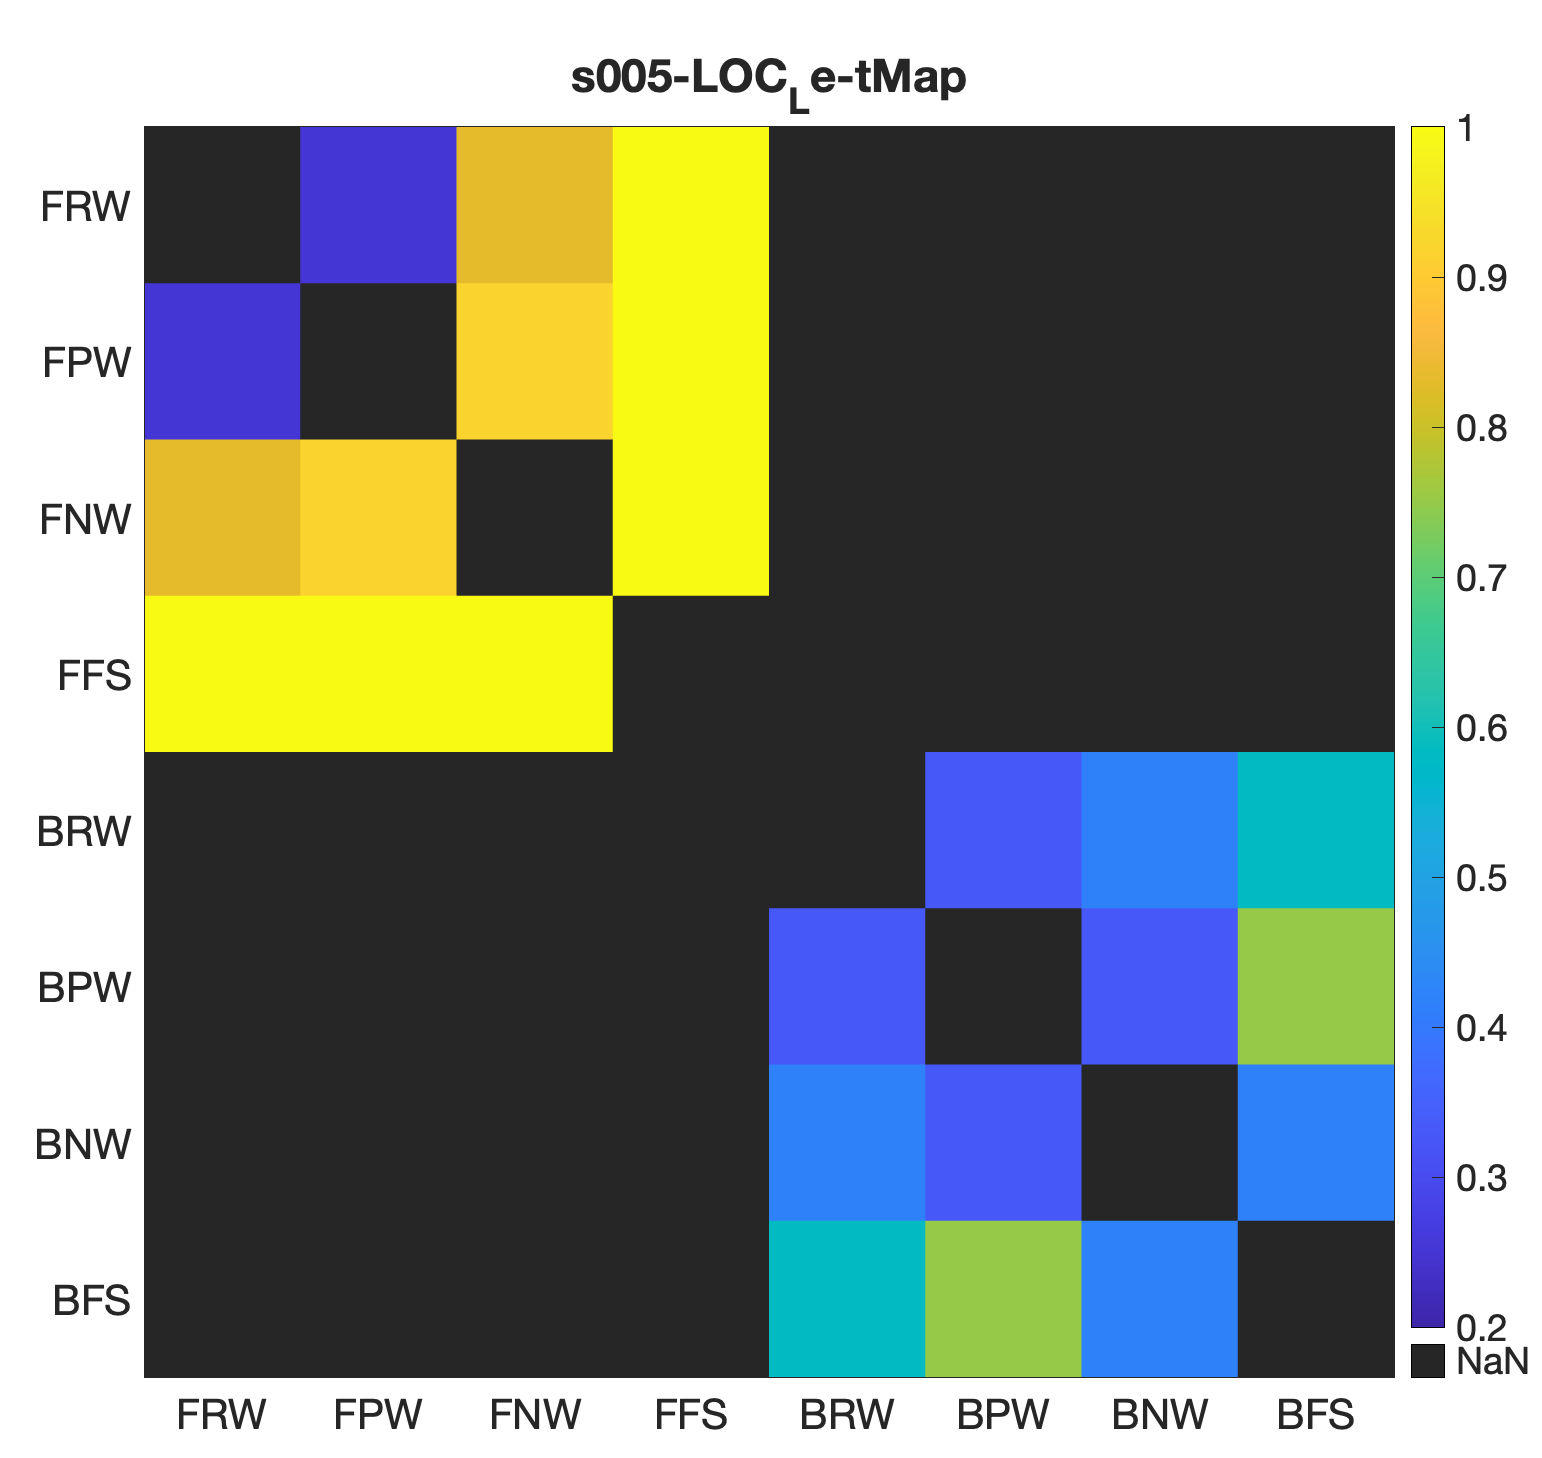 s005-LOCLe-tMap
FRW
FPW
FNW
FFS
BRW
BPW
BNW
BFS
FRW FPW FNW FFS BRW BPW BNW BFS
1
0.9
0.8
0.7
0.6
0.5
0.4
0.3
0.2
NaN